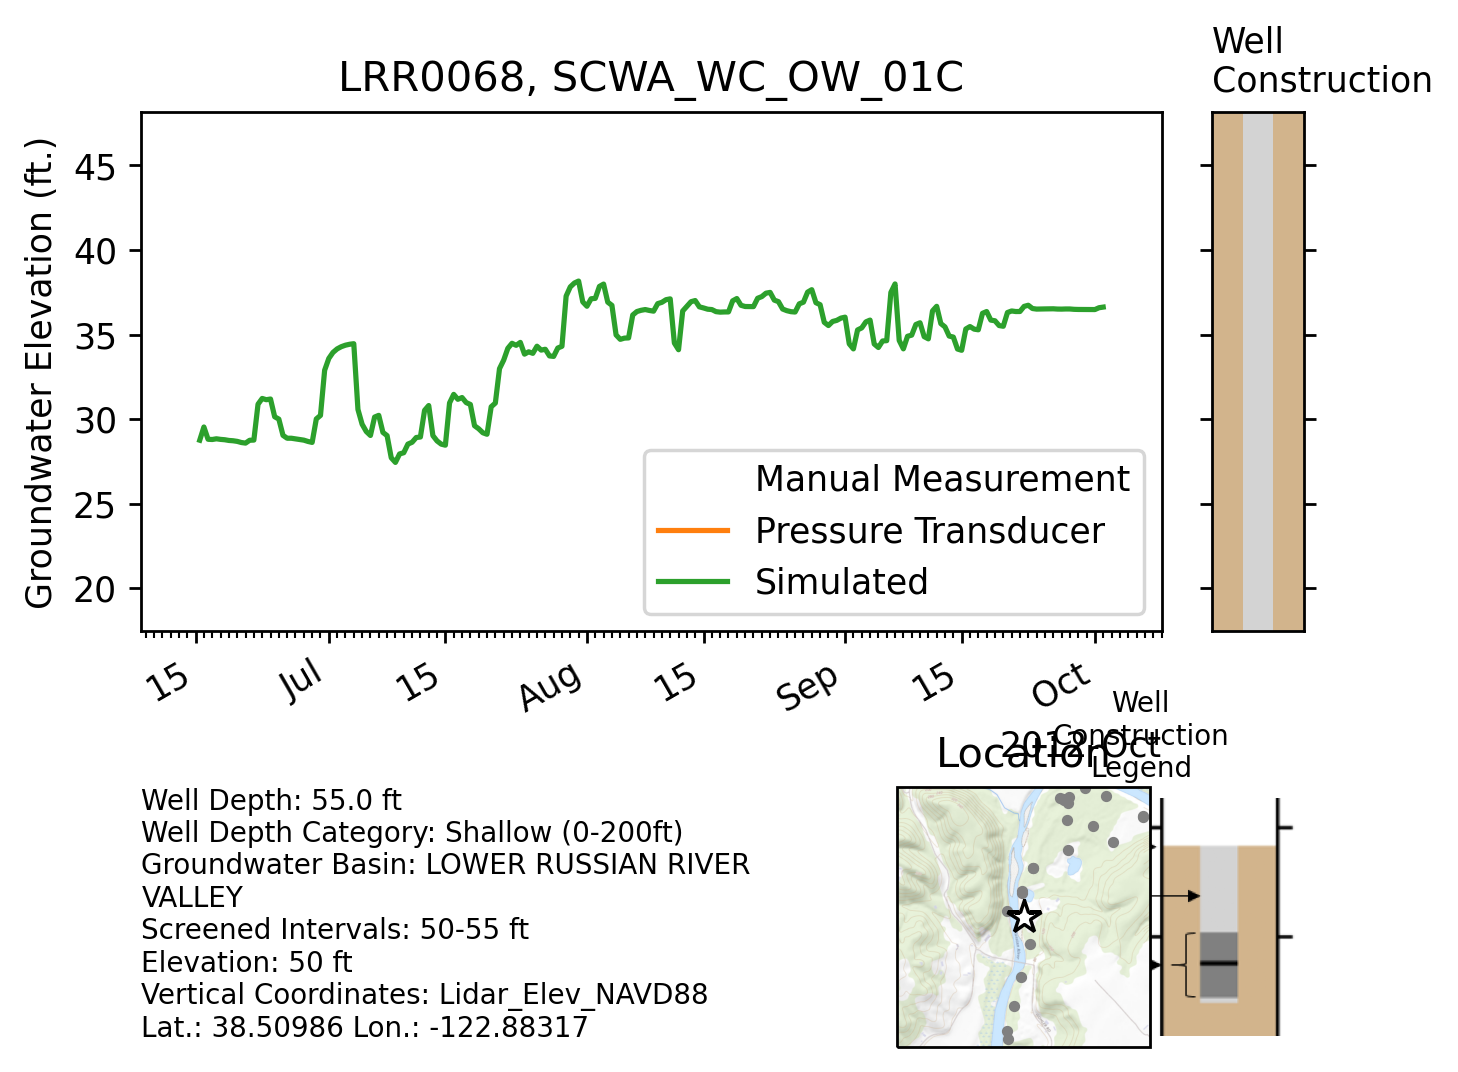 Well
Construction
LRR0068, SCWA_WC_OW_01C
Groundwater Elevation (ft.)
45
40
35
30
25
20
Manual Measurement
Pressure Transducer
Simulated
15
Jul
15
Aug
15
Sep
15
Oct
2012-Oct
Location
Well
Construction
Legend
Well Depth: 55.0 ft
Well Depth Category: Shallow (0-200ft)
Groundwater Basin: LOWER RUSSIAN RIVER
VALLEY
Screened Intervals: 50-55 ft
Elevation: 50 ft
Vertical Coordinates: Lidar_Elev_NAVD88
Lat.: 38.50986 Lon.: -122.88317